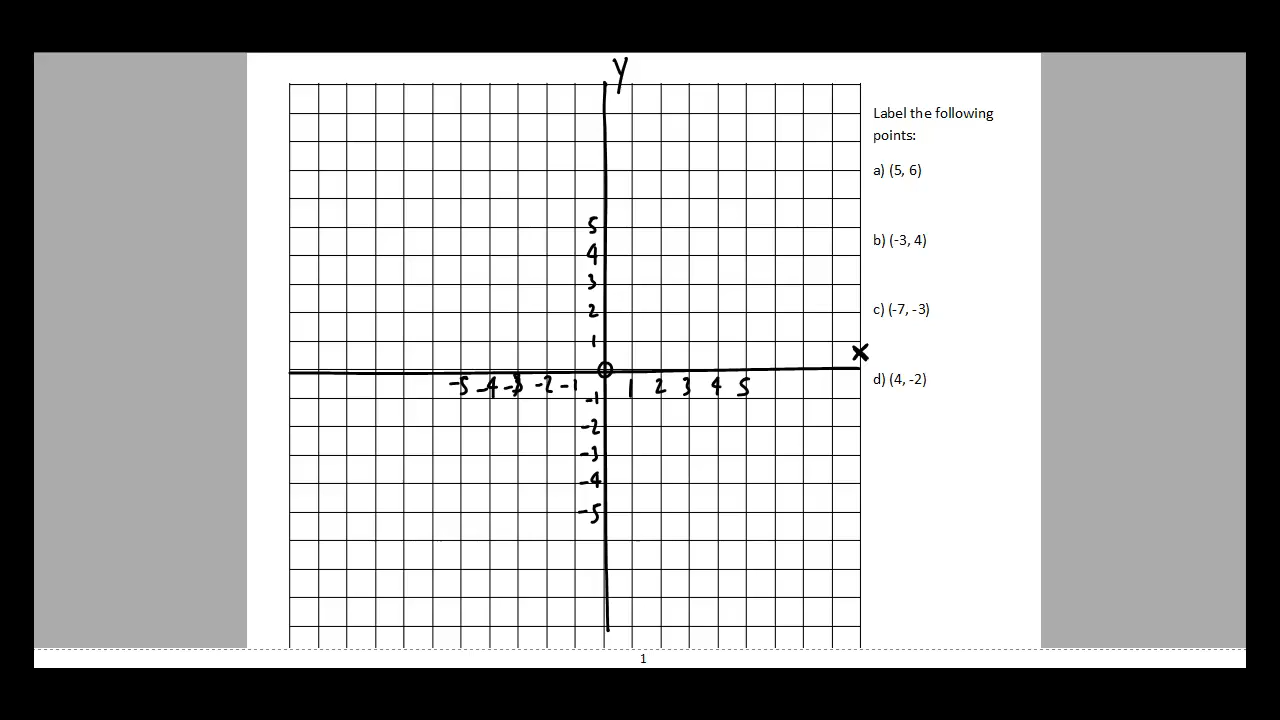 y
Label the following
points:
a) (5, 6)
5
b) (-3, 4)
4
3
c) (-7, -3)
2
1
x
-5 -4 -3 -2 -1 1 2 3 4 5
d) (4, -2)
-1
-2
-3
-4
-5
1